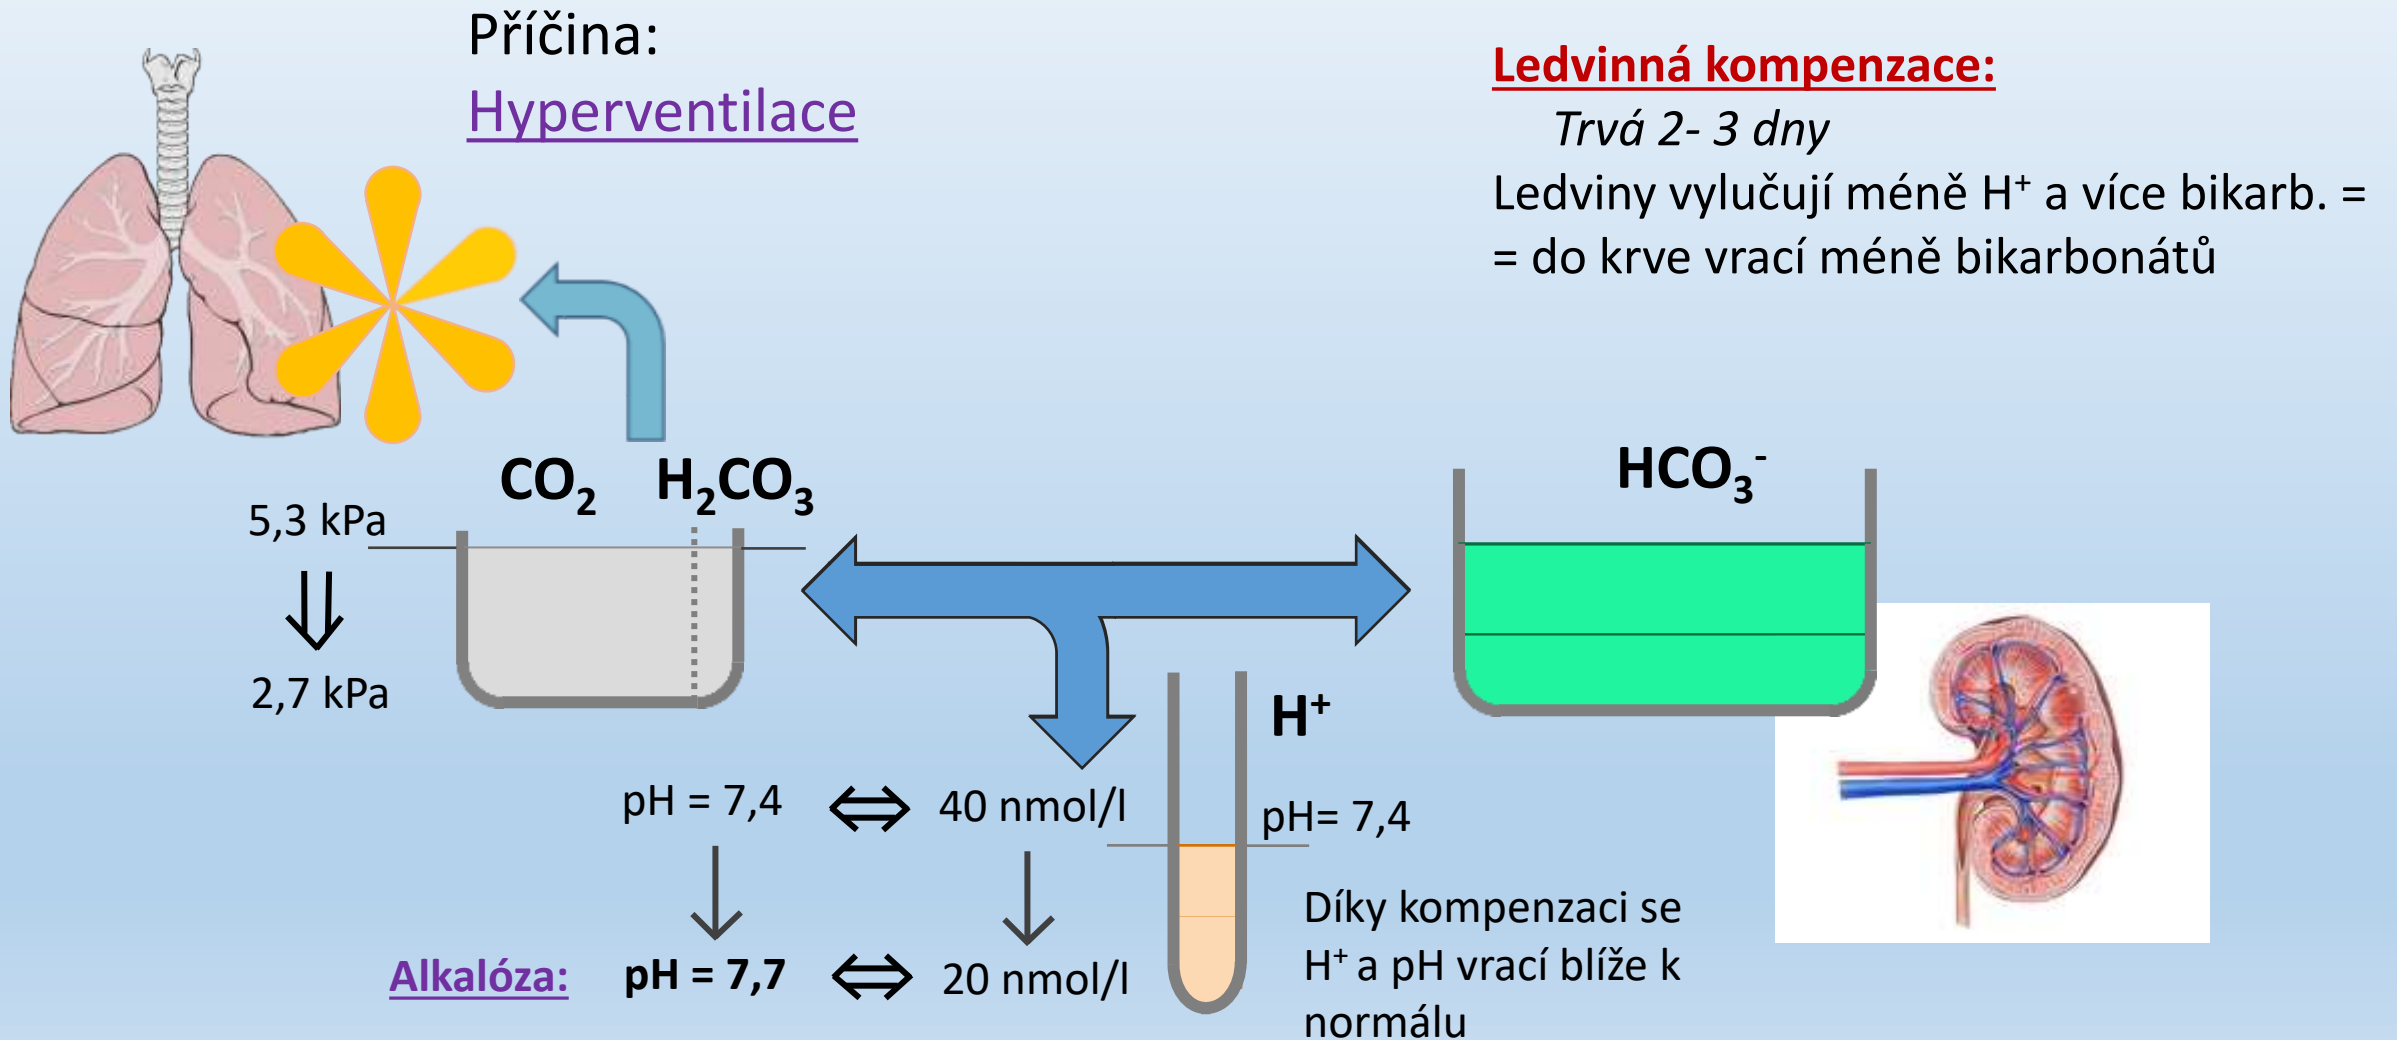 Příčina:
Hyperventilace
Ledvinná kompenzace:
Trvá 2- 3 dny
Ledviny vylučují méně H⁺ a více bikarb. =
= do krve vrací méně bikarbonátů
CO₂ H₂CO₃
HCO₃⁻
5,3 kPa
2,7 kPa
H⁺
pH = 7,4 40 nmol/l
pH= 7,4
Alkalóza: pH = 7,7 20 nmol/l
Díky kompenzaci se
H⁺ a pH vrací blíže k
normálu